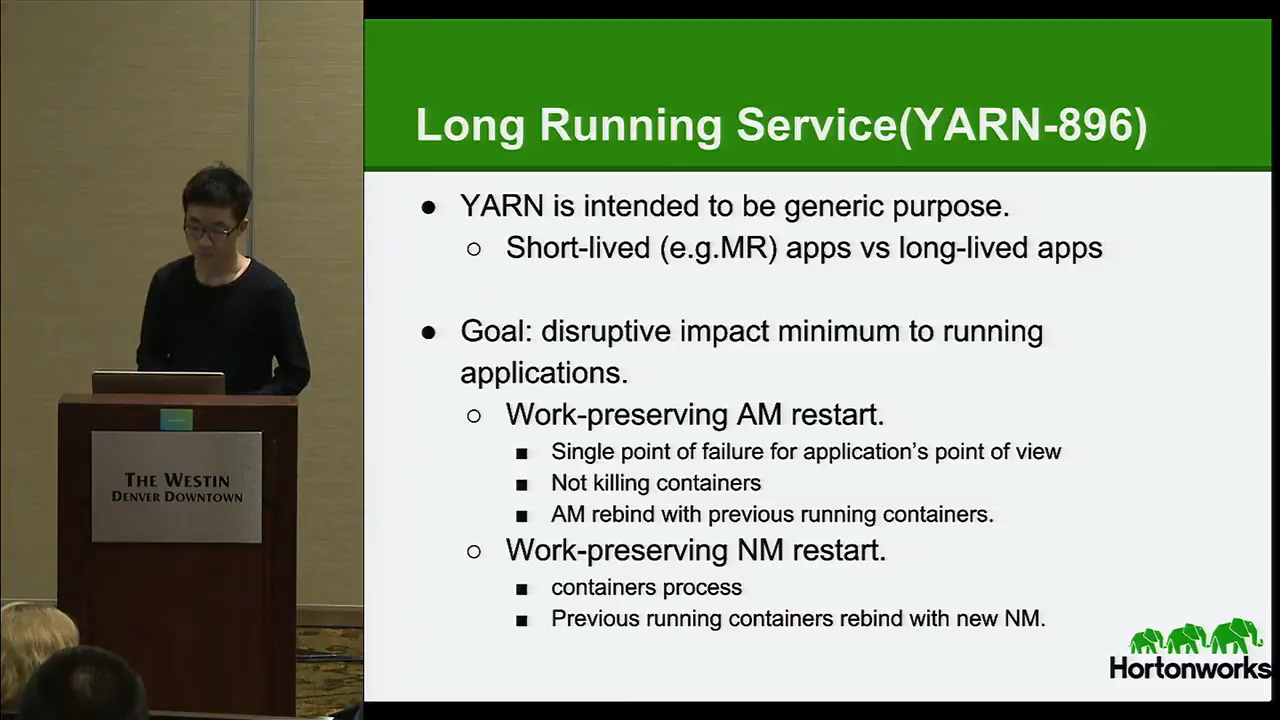 Long Running Service(YARN-896)
● YARN is intended to be generic purpose.
○ Short-lived (e.g.MR) apps vs long-lived apps
● Goal: disruptive impact minimum to running
applications.
○ Work-preserving AM restart.
■ Single point of failure for application's point of view
■ Not killing containers
■ AM rebind with previous running containers.
○ Work-preserving NM restart.
■ containers process
■ Previous running containers rebind with new NM.
Hortonworks
THE WESTIN
DENVER DOWNTOWN